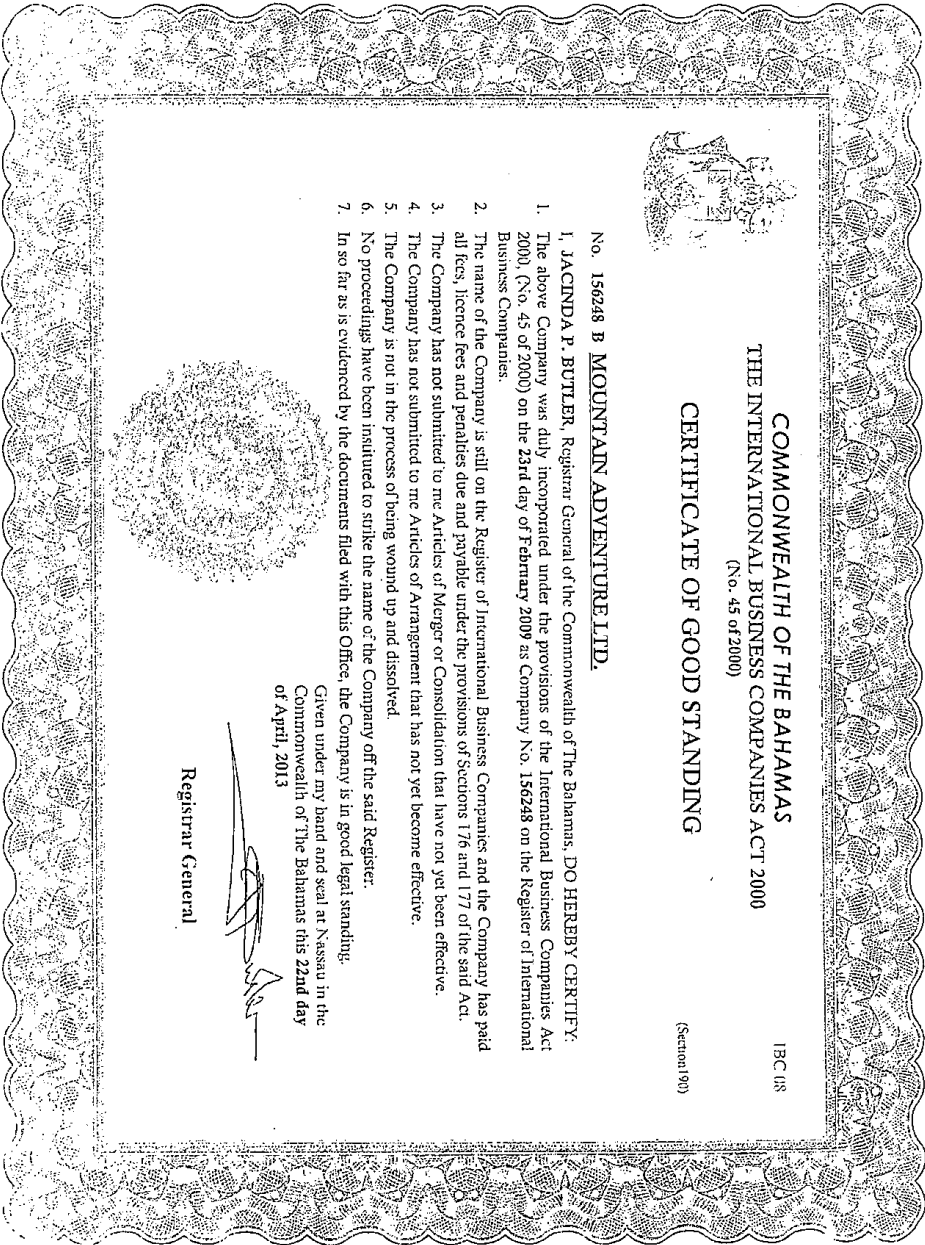 COMMONWEALTH OF THE BAHAMAS
IBC 08
THE INTERNATIONAL BUSINESS COMPANIES ACT 2000
(No. 45 of 2000)
CERTIFICATE OF GOOD STANDING
(Section190)
No. 156248 B MOUNTAIN ADVENTURE LTD.
I, JACINDA P. BUTLER, Registrar General of the Commonwealth of The Bahamas, DO HEREBY CERTIFY:
1. The above Company was duly incorporated under the provisions of the International Business Companies Act
2000, (No. 45 of 2000) on the 23rd day of February 2009 as Company No. 156248 on the Register of International
Business Companies.
2. The name of the Company is still on the Register of International Business Companies and the Company has paid
all fees, licence fees and penalties due and payable under the provisions of Sections 176 and 177 of the said Act.
3. The Company has not submitted to me Articles of Merger or Consolidation that have not yet been effective.
4. The Company has not submitted to me Articles of Arrangement that has not yet become effective.
5. The Company is not in the process of being wound up and dissolved.
6. No proceedings have been instituted to strike the name of the Company off the said Register.
7. In so far as is evidenced by the documents filed with this Office, the Company is in good legal standing.
Given under my hand and seal at Nassau in the
Commonwealth of The Bahamas this 22nd day
of April, 2013
Registrar General